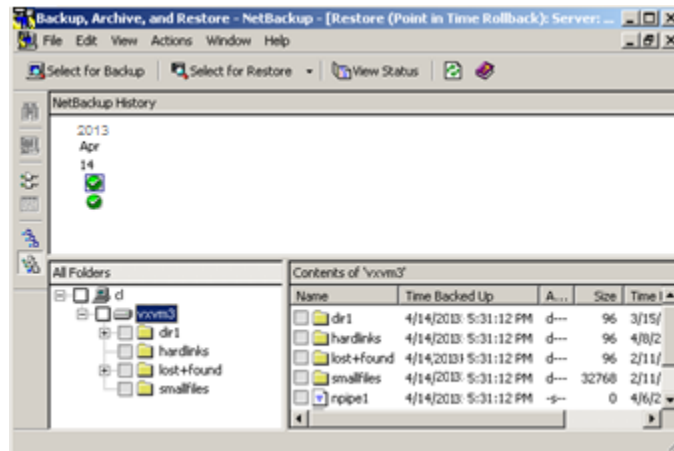 Backup, Archive, and Restore - NetBackup - [Restore (Point in Time Rollback): Server: ...
File Edit View Actions Window Help
Select for Backup Select for Restore View Status
NetBackup History
2013
Apr
14
All Folders
Contents of 'vxvm3'
Name Time Backed Up A... Size Time
cl
vxvm3
dir1
hardlinks
lost+found
smallfiles
dir1 4/14/2013 5:31:12 PM d--- 96 3/15/
hardlinks 4/14/2013 5:31:12 PM d--- 96 4/8/2
lost+found 4/14/2013 5:31:12 PM d--- 96 2/11/
smallfiles 4/14/2013 5:31:12 PM d--- 32768 2/11/
npipe1 4/14/2013 5:31:12 PM -s-- 0 4/6/2